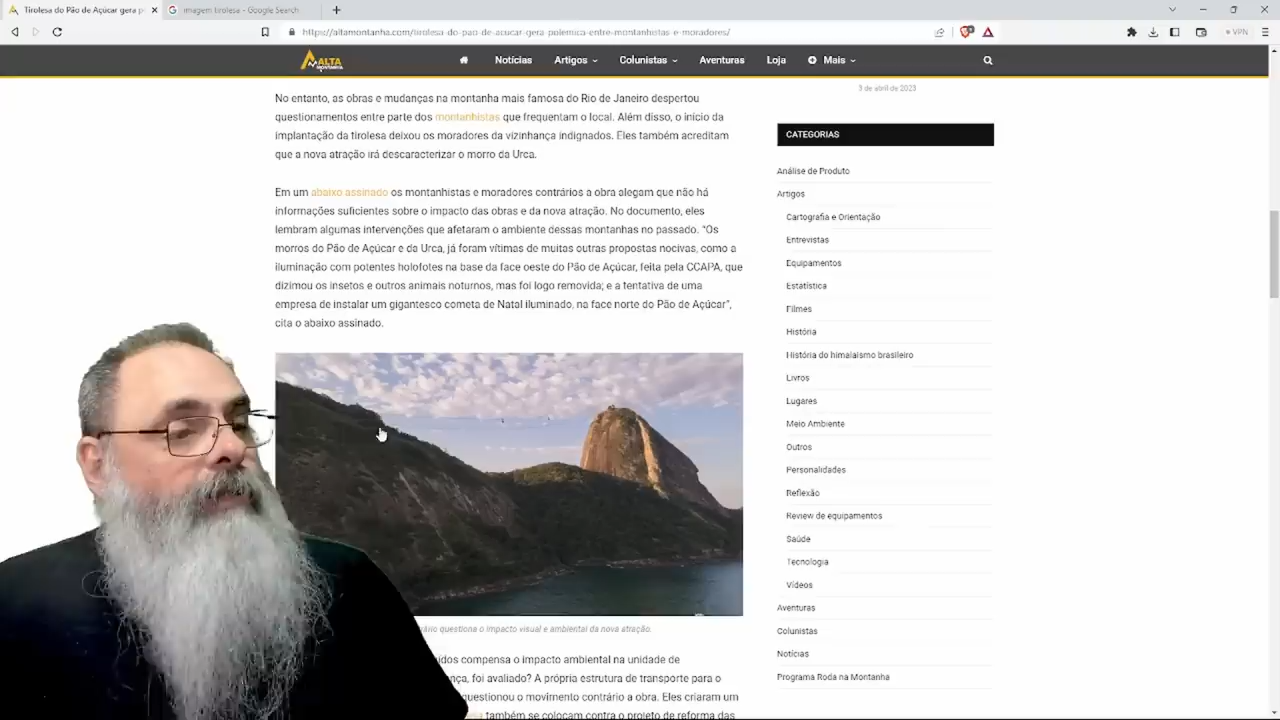 Tirolesa do Pão de Açúcar gera p
imagem tirolesa - Google Search
https://altamontanha.com/tirolesa-do-pao-de-acucar-gera-polemica-entre-montanhistas-e-moradores/
VPN
ALTA
MONTANHA
Notícias
Artigos
Colunistas
Aventuras
Loja
Mais
3 de abril de 2023
No entanto, as obras e mudanças na montanha mais famosa do Rio de Janeiro despertou
questionamentos entre parte dos montanhistas que frequentam o local. Além disso, o início da
implantação da tirolesa deixou os moradores da vizinhança indignados. Eles também acreditam
que a nova atração irá descaracterizar o morro da Urca.
Em um abaixo assinado os montanhistas e moradores contrários a obra alegam que não há
informações suficientes sobre o impacto das obras e da nova atração. No documento, eles
lembram algumas intervenções que afetaram o ambiente dessas montanhas no passado. “Os
morros do Pão de Açúcar e da Urca, já foram vítimas de muitas outras propostas nocivas, como a
iluminação com potentes holofotes na base da face oeste do Pão de Açúcar, feita pela CCAPA, que
dizimou os insetos e outros animais noturnos, mas foi logo removida; e a tentativa de uma
empresa de instalar um gigantesco cometa de Natal iluminado, na face norte do Pão de Açúcar”,
cita o abaixo assinado.
questiona o impacto visual e ambiental da nova atração.
compensa o impacto ambiental na unidade de
foi avaliado? A própria estrutura de transporte para o
questionou o movimento contrário a obra. Eles criaram um
também se colocam contra o projeto de reforma das
CATEGORIAS
Análise de Produto
Artigos
Cartografia e Orientação
Entrevistas
Equipamentos
Estatística
Filmes
História
História do himalaismo brasileiro
Livros
Lugares
Meio Ambiente
Outros
Personalidades
Reflexão
Review de equipamentos
Saúde
Tecnologia
Vídeos
Aventuras
Colunistas
Notícias
Programa Roda na Montanha